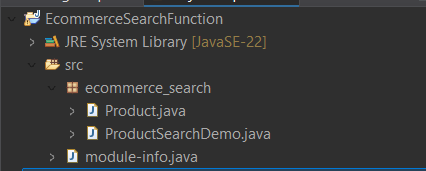 EcommerceSearchFunction
JRE System Library [JavaSE-22]
src
ecommerce_search
Product.java
ProductSearchDemo.java
module-info.java